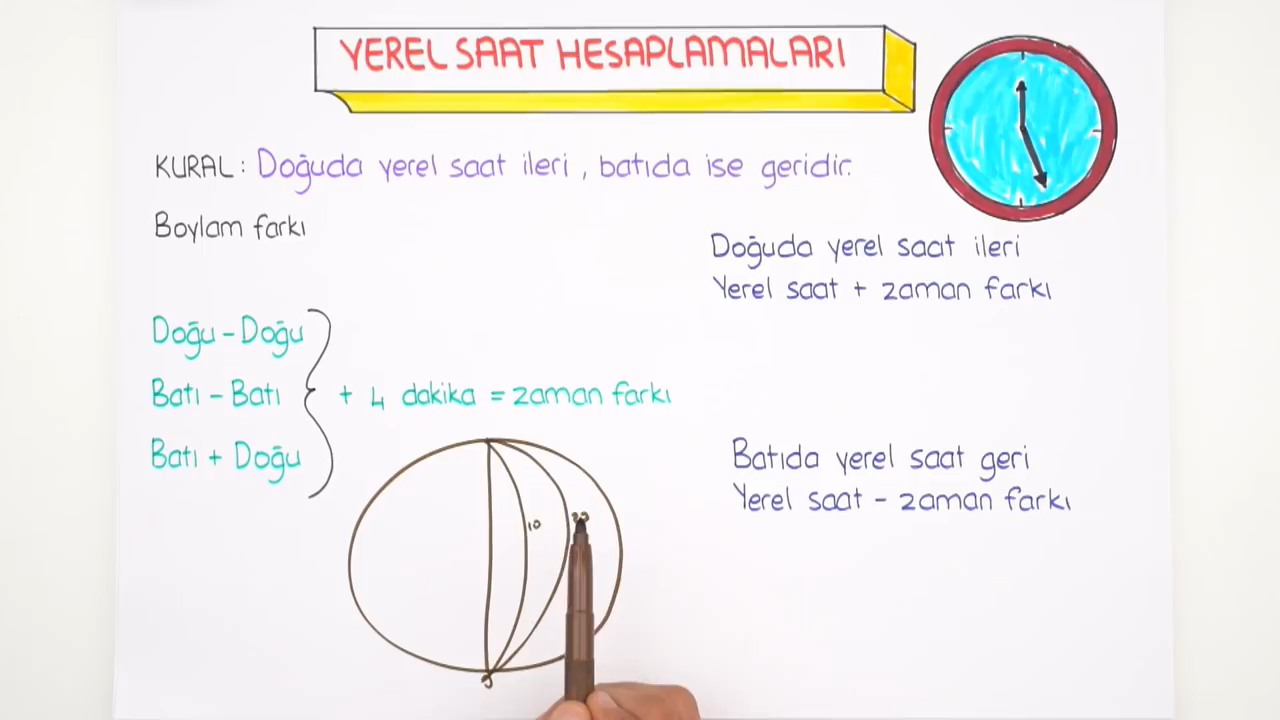 YEREL SAAT HESAPLAMALARI
KURAL: Doğuda yerel saat ileri, batıda ise geridir.
Boylam farkı
Doğuda yerel saat ileri
Yerel saat + zaman farkı
Doğu - Doğu
Batı - Batı
+ 4 dakika = zaman farkı
Batı + Doğu
Batıda yerel saat geri
Yerel saat - zaman farkı
10